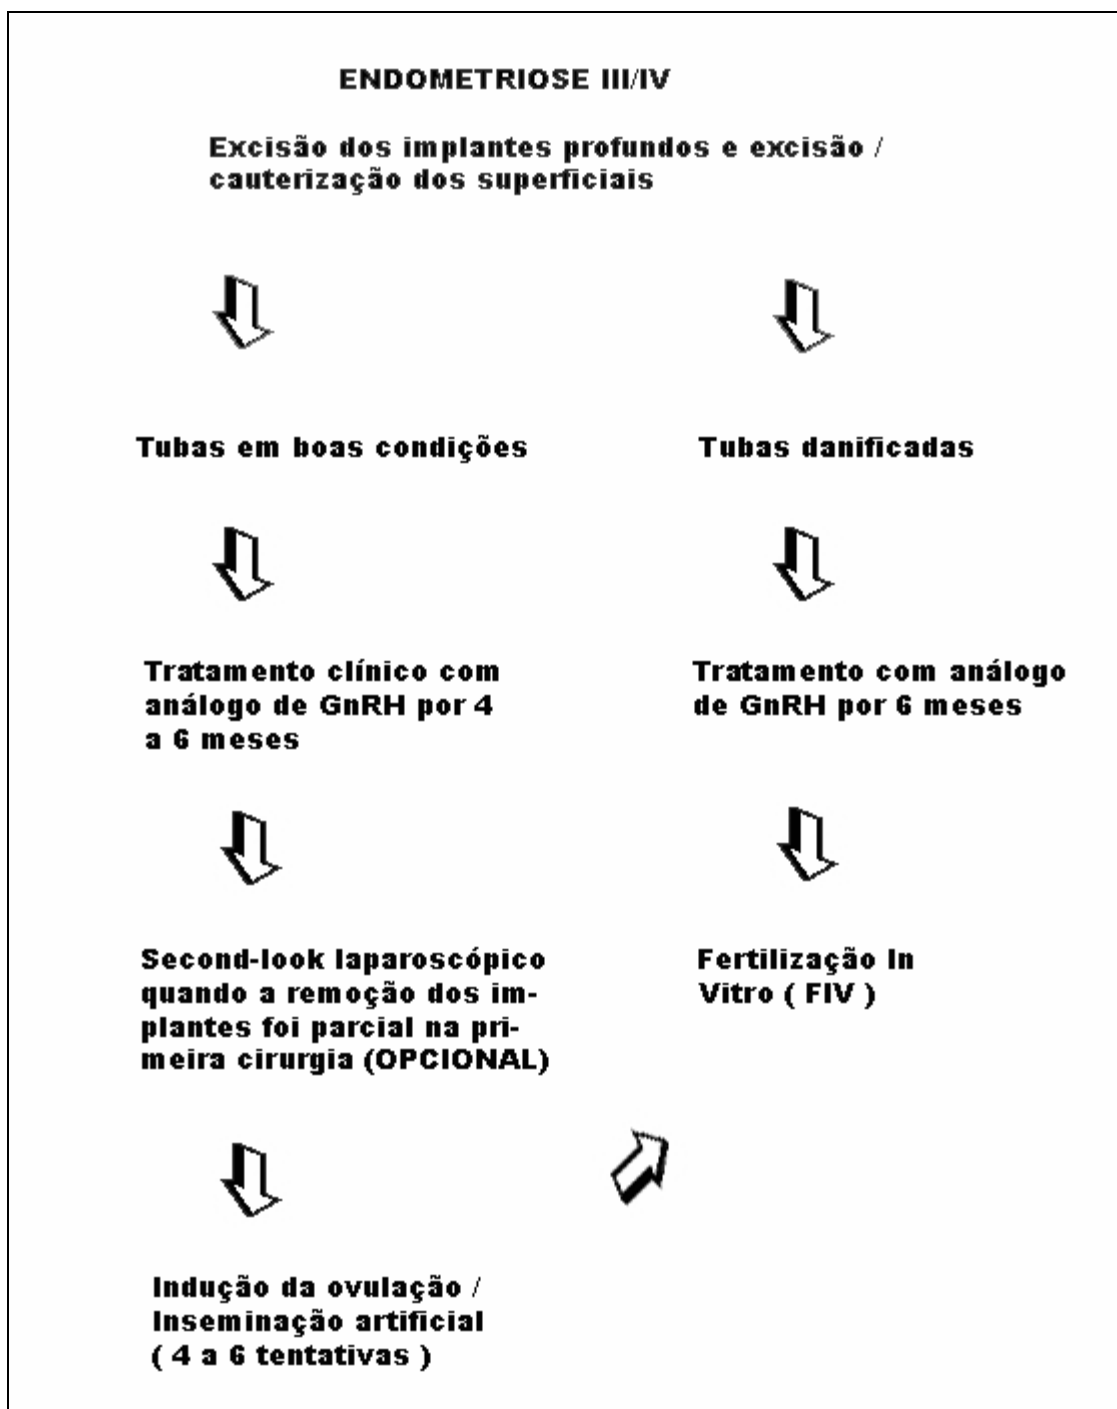 ENDOMETRIOSE III/IV
Excisão dos implantes profundos e excisão /
cauterização dos superficiais
Tubas em boas condições
Tubas danificadas
Tratamento clínico com
análogo de GnRH por 4
a 6 meses
Tratamento com análogo
de GnRH por 6 meses
Second-look laparoscópico
quando a remoção dos im-
plantes foi parcial na pri-
meira cirurgia (OPCIONAL)
Fertilização In
Vitro ( FIV )
Indução da ovulação /
Inseminação artificial
( 4 a 6 tentativas )